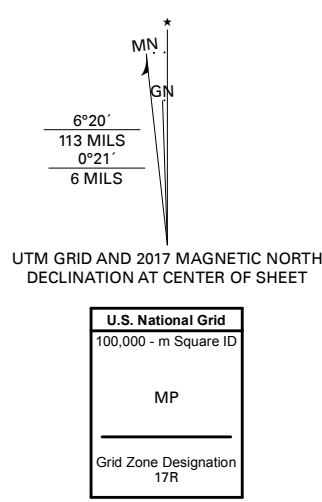 ★
MN
GN
6°20´
113 MILS
0°21´
6 MILS
UTM GRID AND 2017 MAGNETIC NORTH
DECLINATION AT CENTER OF SHEET
U.S. National Grid
100,000 - m Square ID
MP
Grid Zone Designation
17R